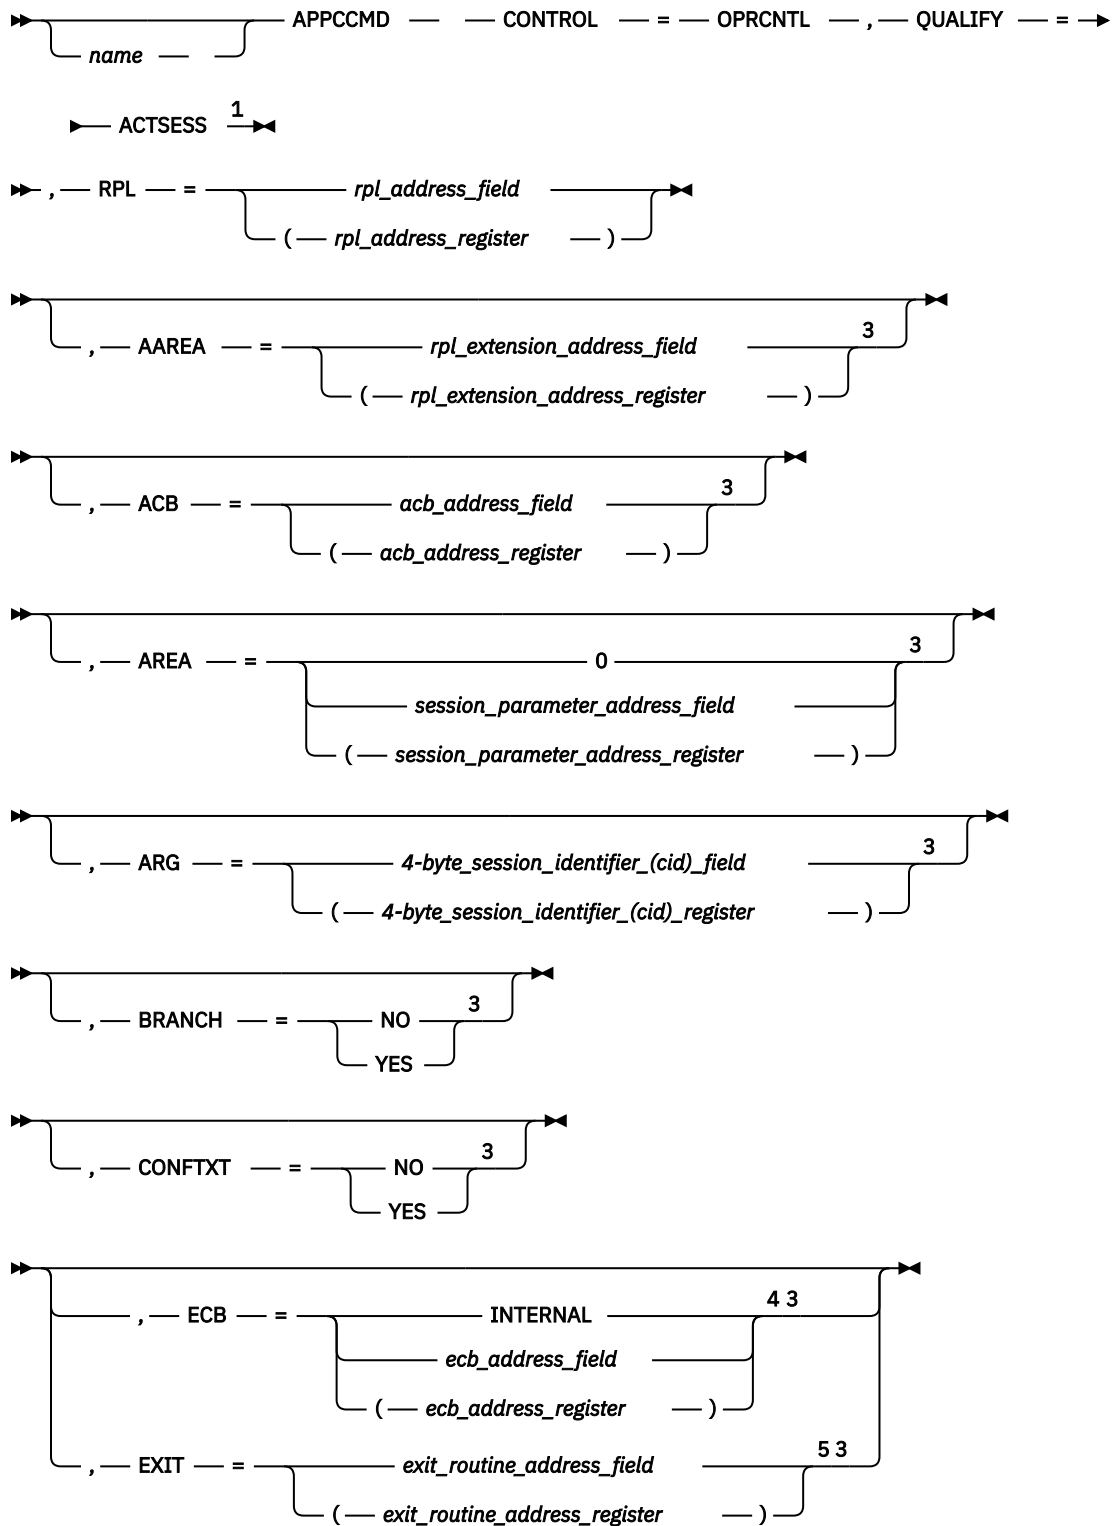 APPCCMD CONTROL = OPRCNTL , QUALIFY =
name
ACTSESS 1
, RPL = rpl_address_field
( rpl_address_register )
, AAREA = rpl_extension_address_field 3
( rpl_extension_address_register )
, ACB = acb_address_field 3
( acb_address_register )
, AREA = 0 3
session_parameter_address_field
( session_parameter_address_register )
, ARG = 4-byte_session_identifier_(cid)_field 3
( 4-byte_session_identifier_(cid)_register )
, BRANCH = NO 3
YES
, CONFTXT = NO 3
YES
, ECB = INTERNAL 4 3
ecb_address_field
( ecb_address_register )
, EXIT = exit_routine_address_field 5 3
( exit_routine_address_register )